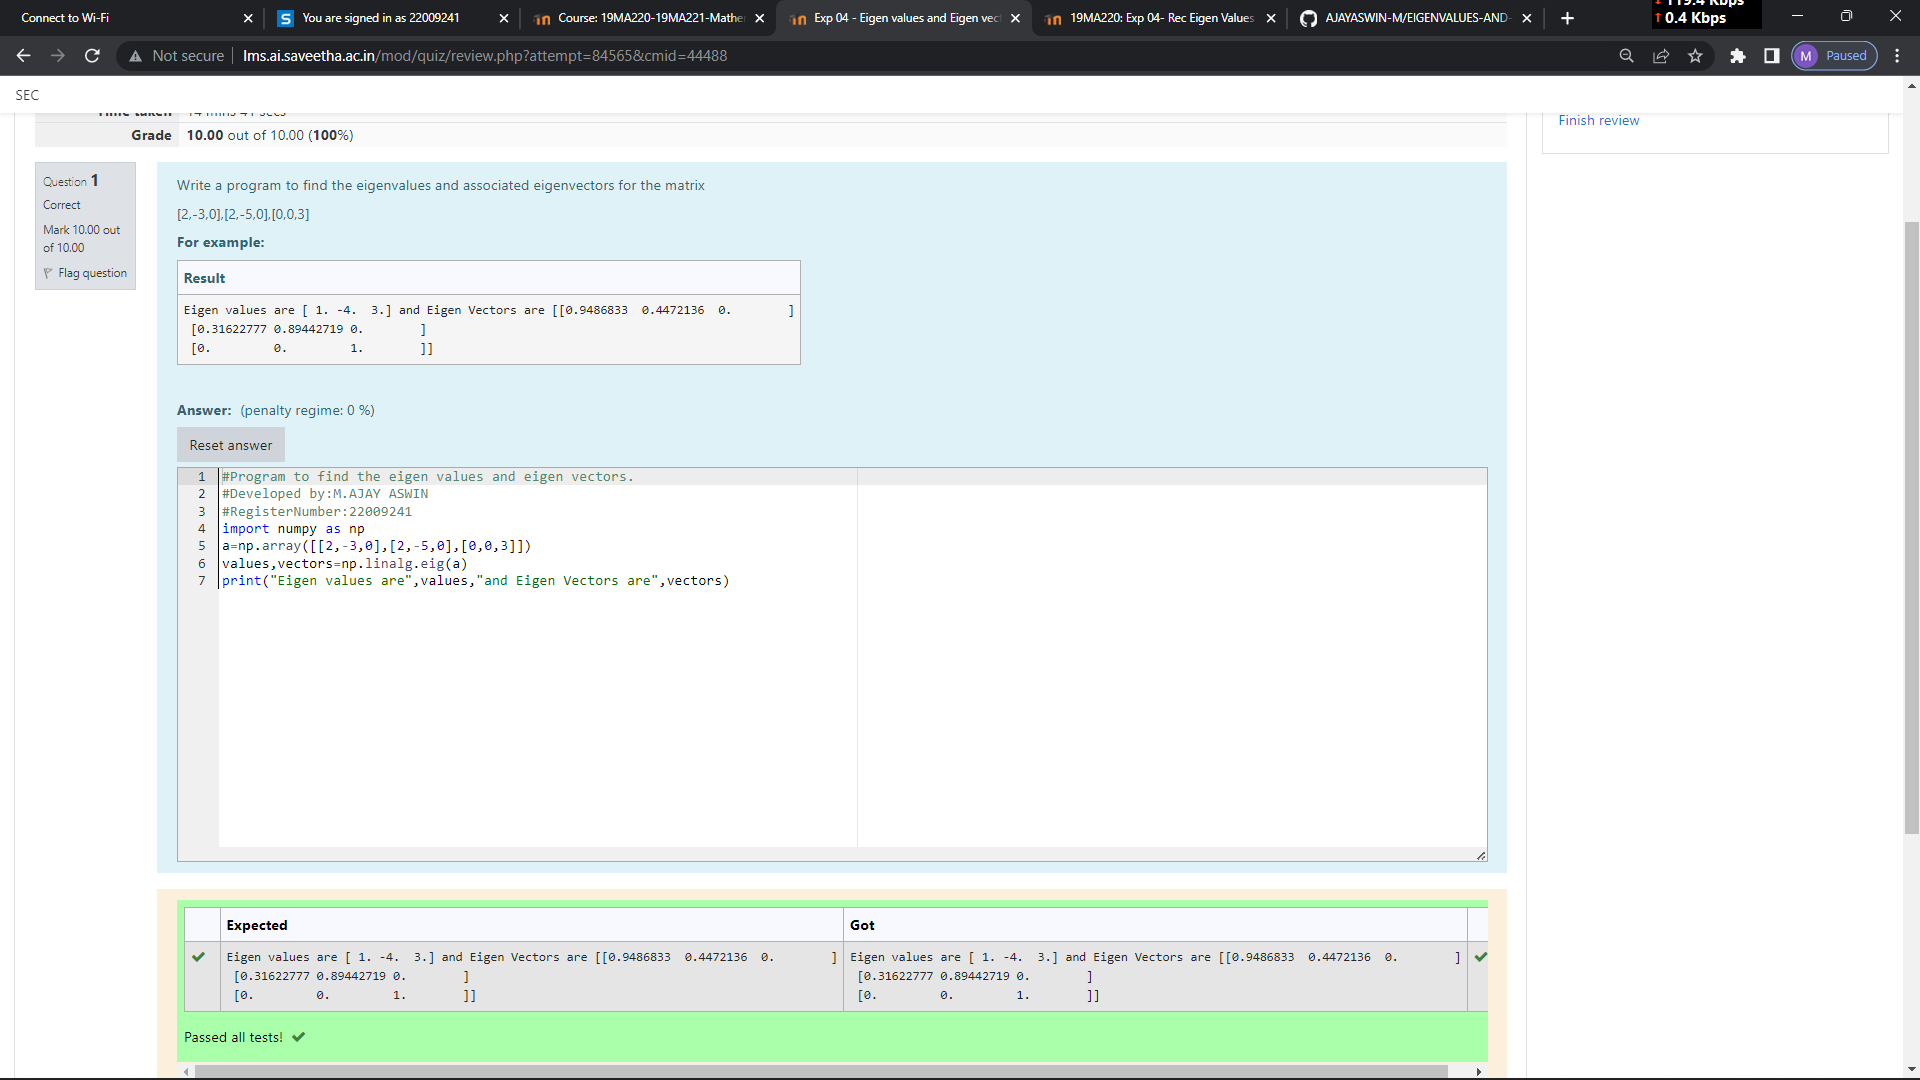 Connect to Wi-Fi
You are signed in as 22009241
Course: 19MA220-19MA221-Mathe
Exp 04 - Eigen values and Eigen vec
19MA220: Exp 04- Rec Eigen Values
AJAYASWIN-M/EIGENVALUES-AND-
119.4 Kbps
0.4 Kbps
Not secure
lms.ai.saveetha.ac.in/mod/quiz/review.php?attempt=84565&cmid=44488
M Paused
SEC
Time taken 14 mins 41 secs
Grade 10.00 out of 10.00 (100%)
Finish review
Question 1
Correct
Mark 10.00 out
of 10.00
Flag question
Write a program to find the eigenvalues and associated eigenvectors for the matrix
[2,-3,0],[2,-5,0],[0,0,3]
For example:
Result
Eigen values are [ 1. -4.  3.] and Eigen Vectors are [[0.9486833  0.4472136  0.        ]
[0.31622777 0.89442719 0.        ]
[0.         0.         1.        ]]
Answer: (penalty regime: 0 %)
Reset answer
1 #Program to find the eigen values and eigen vectors.
2 #Developed by:M.AJAY ASWIN
3 #RegisterNumber:22009241
4 import numpy as np
5 a=np.array([[2,-3,0],[2,-5,0],[0,0,3]])
6 values,vectors=np.linalg.eig(a)
7 print("Eigen values are",values,"and Eigen Vectors are",vectors)
Expected Got
Eigen values are [ 1. -4.  3.] and Eigen Vectors are [[0.9486833  0.4472136  0.        ] Eigen values are [ 1. -4.  3.] and Eigen Vectors are [[0.9486833  0.4472136  0.        ]
[0.31622777 0.89442719 0.        ] [0.31622777 0.89442719 0.        ]
[0.         0.         1.        ]] [0.         0.         1.        ]]
Passed all tests!